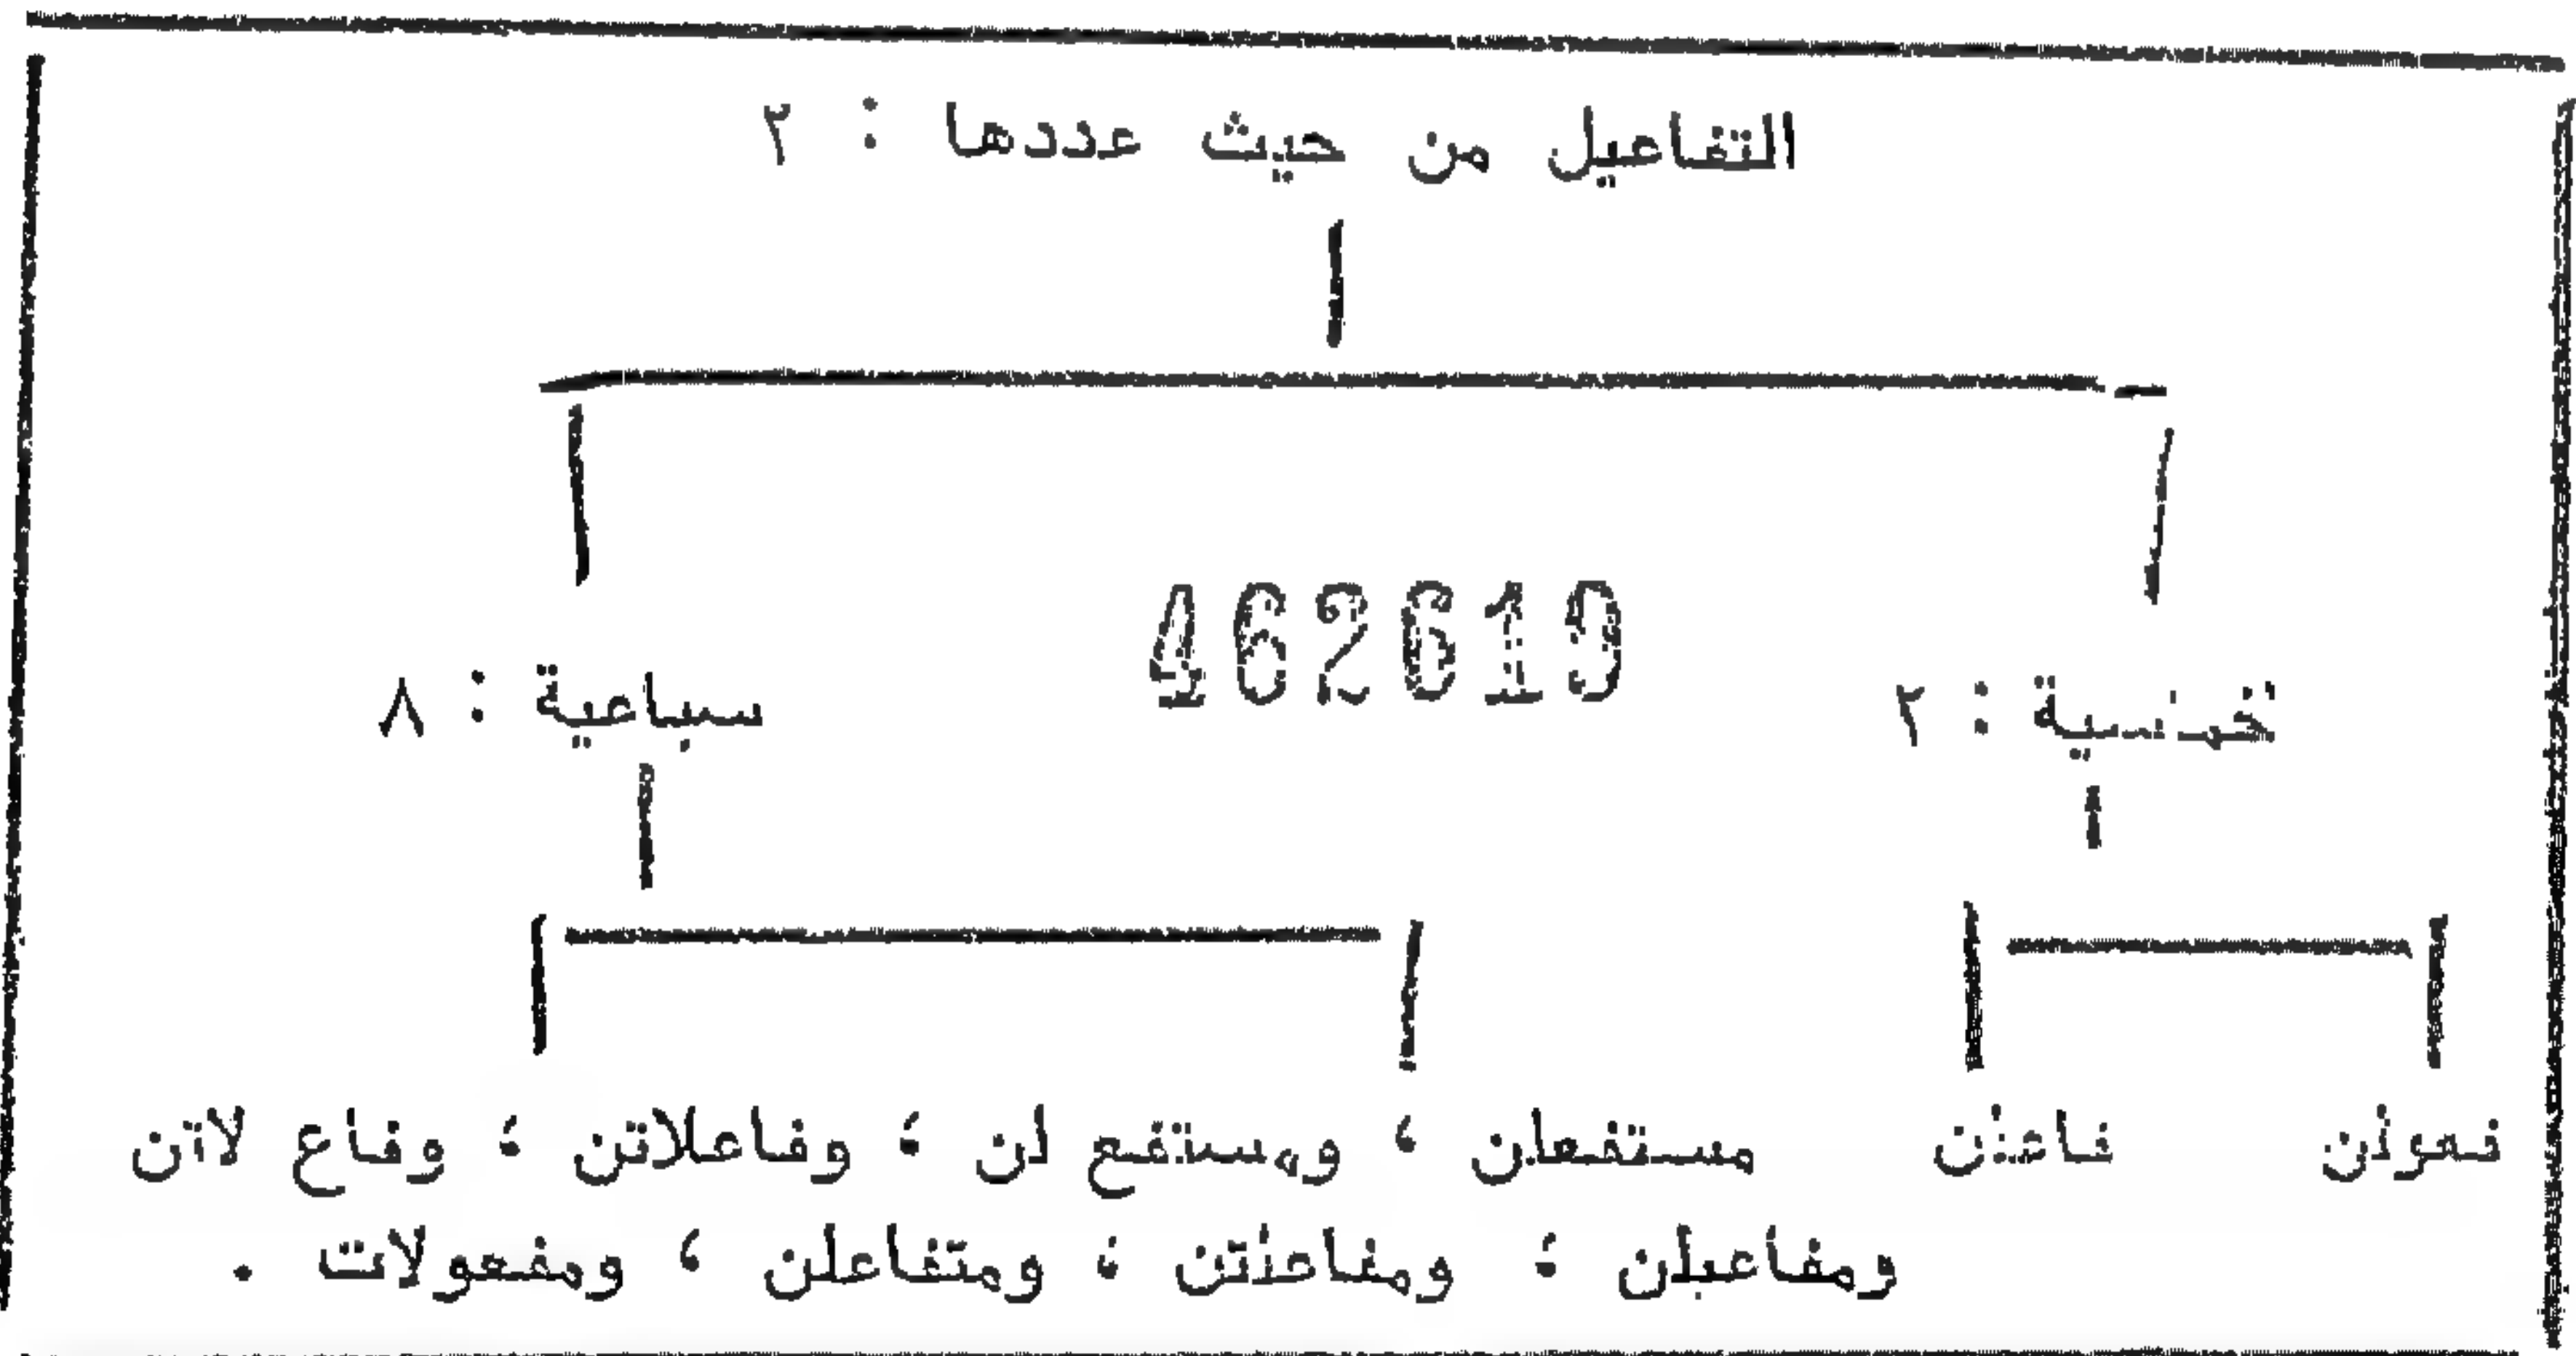 التفاعيل من حيث عددها : ٢
462619
خمسية : ٢
سباعية : ٨
فعولن
فاعلن
مستفعلن ، ومستفع لن ، وفاعلاتن ، وفاع لاتن
ومفاعيلن ، ومفاعلتن ، ومتفاعلن ، ومفعولات .